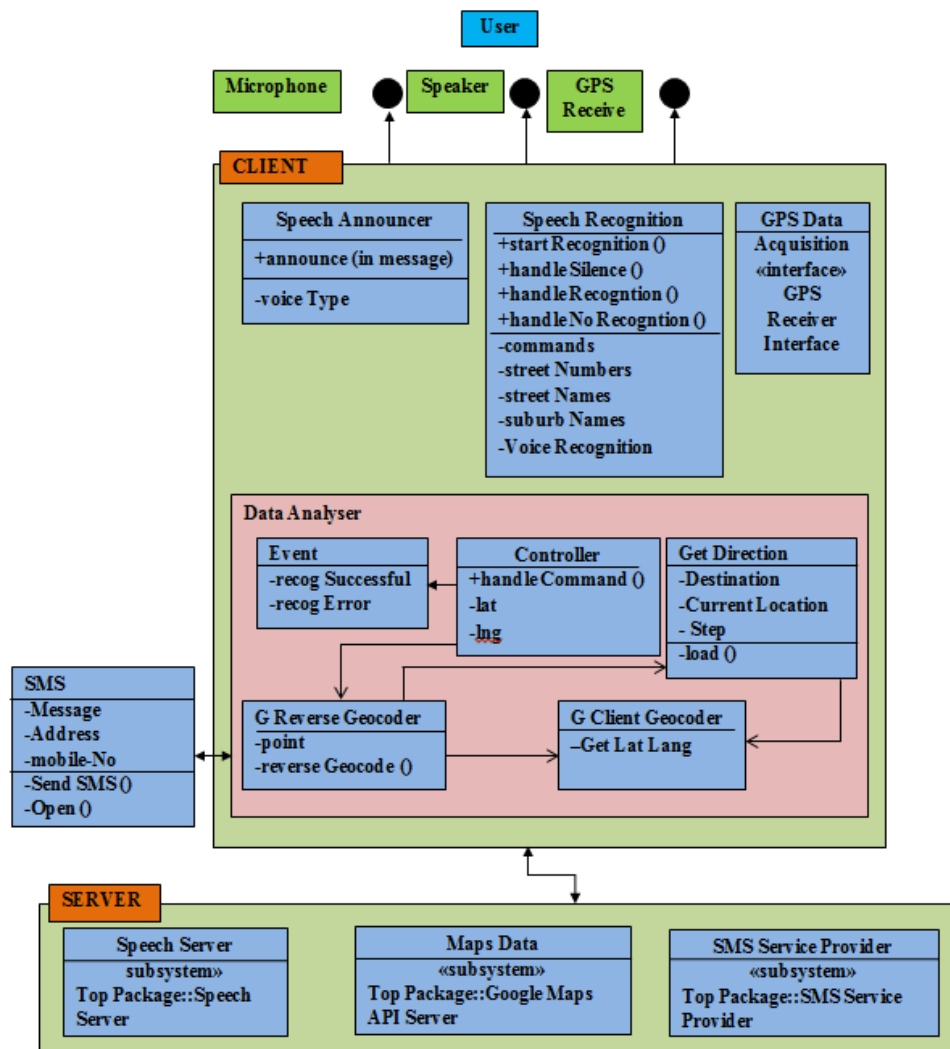 User
Microphone
Speaker
GPS
Receive
CLIENT
Speech Announcer
+announce (in message)
-voice Type
Speech Recognition
+start Recognition ()
+handle Silence ()
+handle Recogntion ()
+handle No Recogntion ()
-commands
-street Numbers
-street Names
-suburb Names
-Voice Recognition
GPS Data
Acquisition
«interface»
GPS
Receiver
Interface
Data Analyser
Event
-recog Successful
-recog Error
Controller
+handle Command ()
-lat
-lng
Get Direction
-Destination
-Current Location
- Step
-load ()
SMS
-Message
-Address
-mobile-No
-Send SMS ()
-Open ()
G Reverse Geocoder
-point
-reverse Geocode ()
G Client Geocoder
–Get Lat Lang
SERVER
Speech Server
subsystem»
Top Package::Speech
Server
Maps Data
«subsystem»
Top Package::Google Maps
API Server
SMS Service Provider
«subsystem»
Top Package::SMS Service
Provider